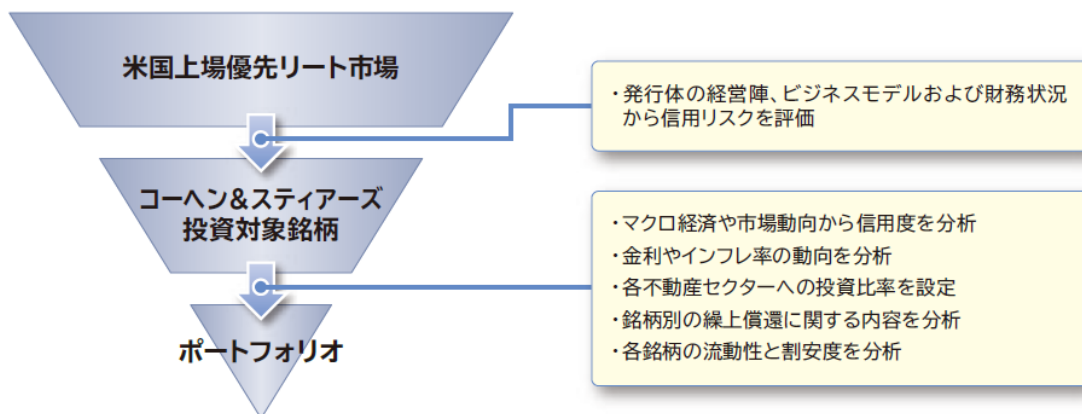 米国上場優先リート市場
・発行体の経営陣、ビジネスモデルおよび財務状況
から信用リスクを評価
コーヘン&スティアーズ
投資対象銘柄
・マクロ経済や市場動向から信用度を分析
・金利やインフレ率の動向を分析
・各不動産セクターへの投資比率を設定
・銘柄別の繰上償還に関する内容を分析
・各銘柄の流動性と割安度を分析
ポートフォリオ